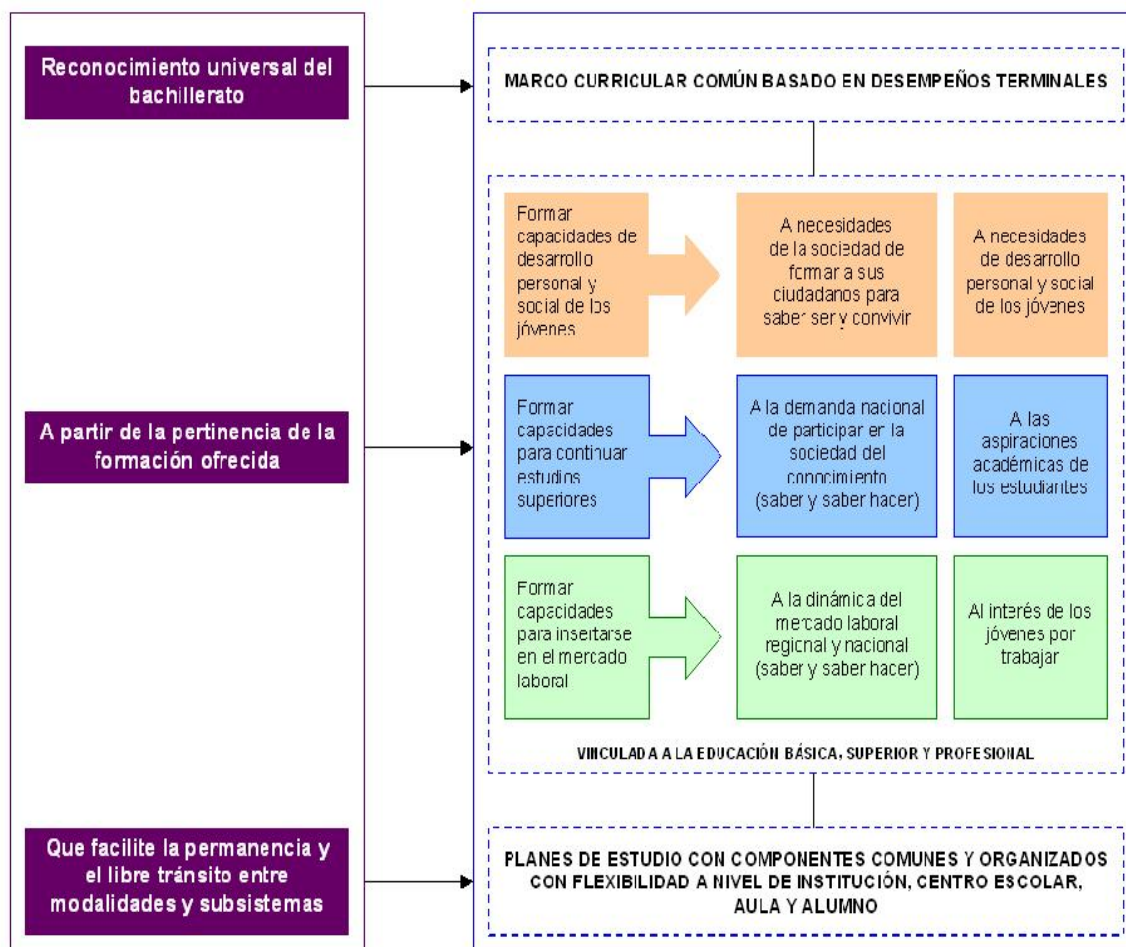 Reconocimiento universal del
bachillerato
MARCO CURRICULAR COMÚN BASADO EN DESEMPEÑOS TERMINALES
Formar
capacidades de
desarrollo
personal y
social de los
jóvenes
A necesidades
de la sociedad de
formar a sus
ciudadanos para
saber ser y convivir
A necesidades
de desarrollo
personal y social
de los jóvenes
A partir de la pertinencia de la
formación ofrecida
Formar
capacidades
para continuar
estudios
superiores
A la demanda nacional
de participar en la
sociedad del
conocimiento
(saber y saber hacer)
A las
aspiraciones
académicas de
los estudiantes
Formar
capacidades
para insertarse
en el mercado
laboral
A la dinámica del
mercado laboral
regional y nacional
(saber y saber hacer)
Al interés de los
jóvenes por
trabajar
VINCULADA A LA EDUCACIÓN BÁSICA, SUPERIOR Y PROFESIONAL
Que facilite la permanencia y
el libre tránsito entre
modalidades y subsistemas
PLANES DE ESTUDIO CON COMPONENTES COMUNES Y ORGANIZADOS
CON FLEXIBILIDAD A NIVEL DE INSTITUCIÓN, CENTRO ESCOLAR,
AULA Y ALUMNO